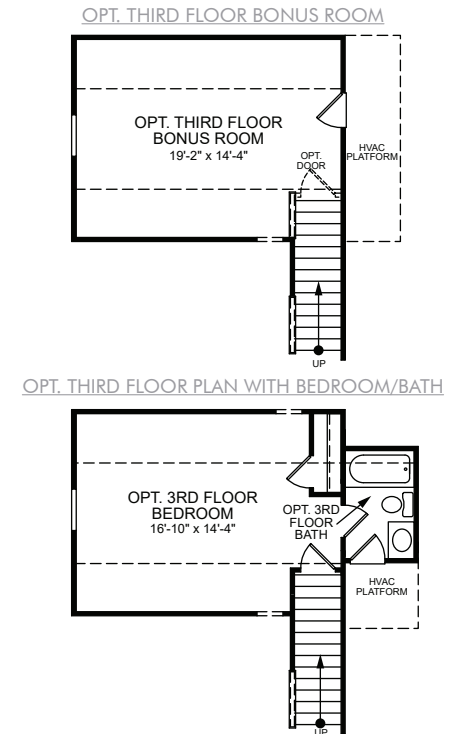 OPT. THIRD FLOOR BONUS ROOM
OPT. THIRD FLOOR
BONUS ROOM
19'-2" x 14'-4"
OPT.
DOOR
HVAC
PLATFORM
UP
OPT. THIRD FLOOR PLAN WITH BEDROOM/BATH
OPT. 3RD FLOOR
BEDROOM
16'-10" x 14'-4"
OPT. 3RD
FLOOR
BATH
HVAC
PLATFORM
UP